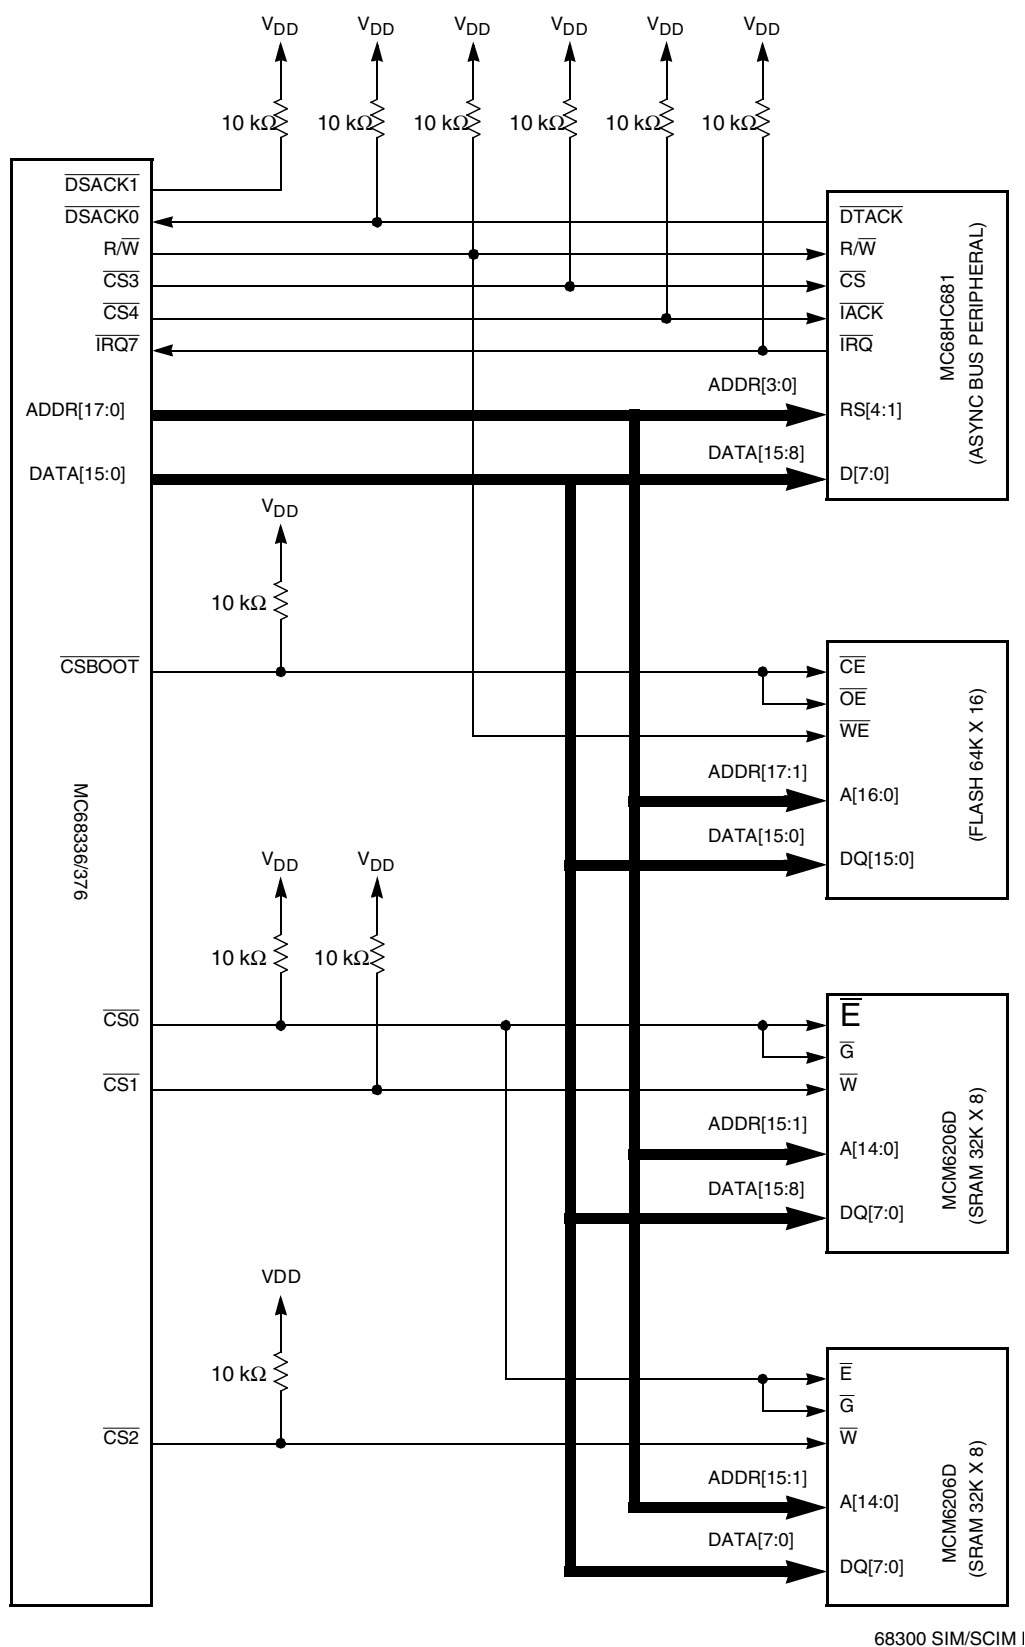 VDD VDD VDD VDD VDD VDD
10 kΩ 10 kΩ 10 kΩ 10 kΩ 10 kΩ 10 kΩ
DSACK1
DSACK0 DTACK
R/W R/W
CS3 CS
CS4 IACK
IRQ7 IRQ
MC68HC681
(ASYNC BUS PERIPHERAL)
ADDR[3:0]
ADDR[17:0] RS[4:1]
DATA[15:8]
DATA[15:0] D[7:0]
VDD
10 kΩ
CSBOOT CE
OE
WE
(FLASH 64K X 16)
ADDR[17:1]
A[16:0]
MC68336/376
DATA[15:0]
DQ[15:0]
VDD VDD
10 kΩ 10 kΩ
CS0 E
G
CS1 W
MCM6206D
(SRAM 32K X 8)
ADDR[15:1]
A[14:0]
DATA[15:8]
DQ[7:0]
VDD
10 kΩ
E
G
CS2 W
MCM6206D
(SRAM 32K X 8)
ADDR[15:1]
A[14:0]
DATA[7:0]
DQ[7:0]
68300 SIM/SCIM